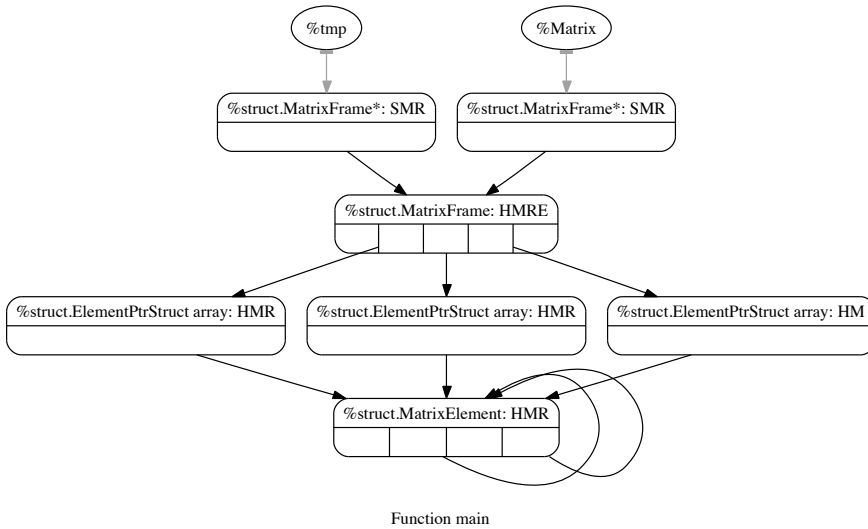 %tmp
%Matrix
%struct.MatrixFrame*: SMR
%struct.MatrixFrame*: SMR
%struct.MatrixFrame: HMRE
%struct.ElementPtrStruct array: HMR
%struct.ElementPtrStruct array: HMR
%struct.ElementPtrStruct array: HM
%struct.MatrixElement: HMR
Function main